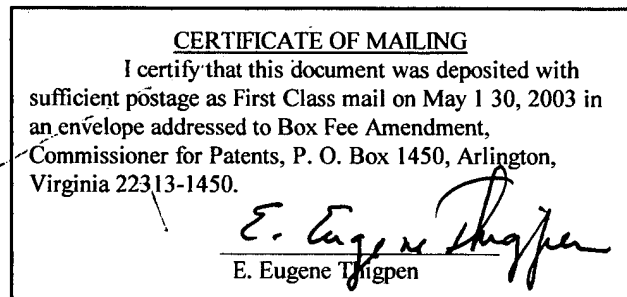 CERTIFICATE OF MAILING
I certify that this document was deposited with
sufficient postage as First Class mail on May 1 30, 2003 in
an envelope addressed to Box Fee Amendment,
Commissioner for Patents, P. O. Box 1450, Arlington,
Virginia 22313-1450.
E. Eugene Thigpen
E. Eugene Thigpen